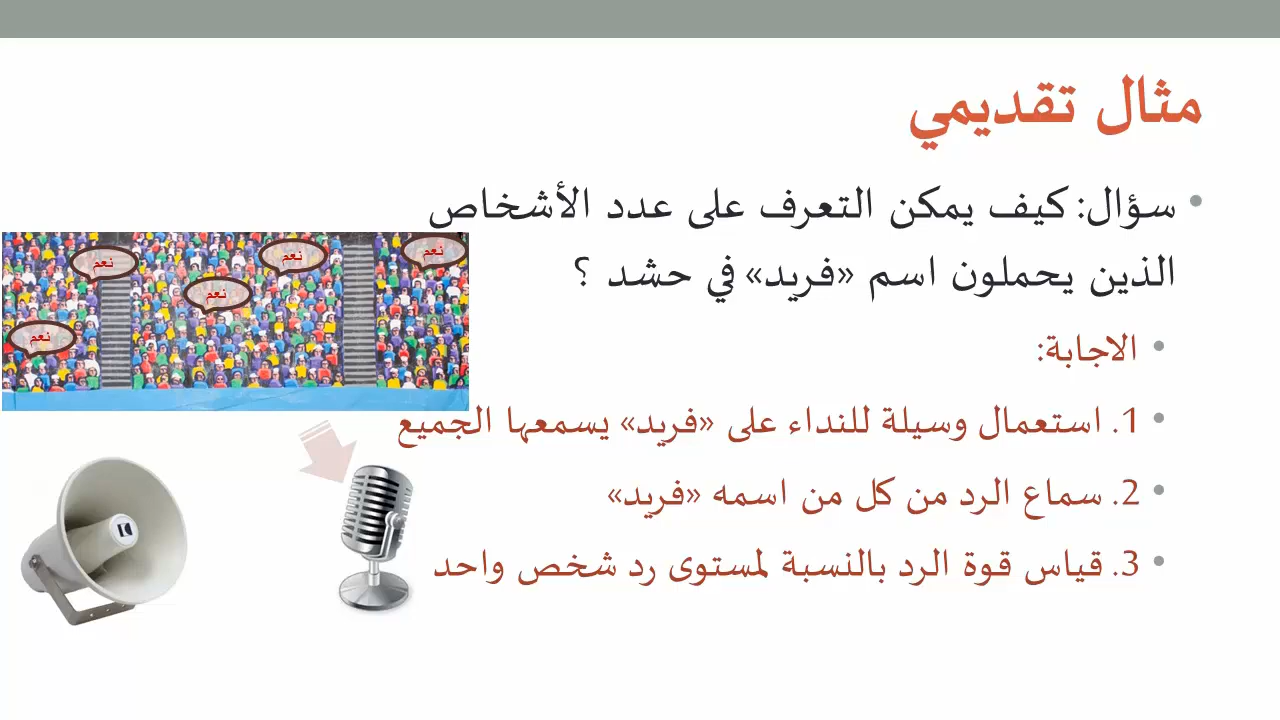 مثال تقديمي
• سؤال: كيف يمكن التعرف على عدد الأشخاص
الذين يحملون اسم «فريد» في حشد ؟
• الاجابة:
• 1. استعمال وسيلة للنداء على «فريد» يسمعها الجميع
• 2. سماع الرد من كل من اسمه «فريد»
• 3. قياس قوة الرد بالنسبة لمستوى رد شخص واحد
نعم
نعم
نعم
نعم
نعم